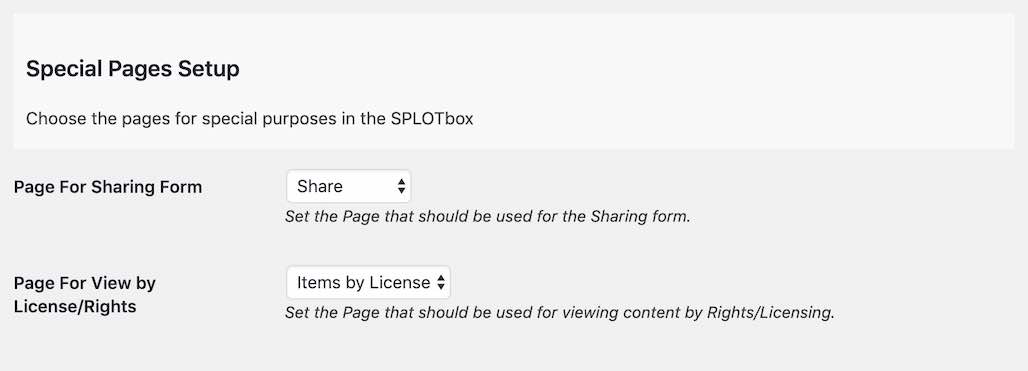 Special Pages Setup
Choose the pages for special purposes in the SPLOTbox
Page For Sharing Form
Share
Set the Page that should be used for the Sharing form.
Page For View by
License/Rights
Items by License
Set the Page that should be used for viewing content by Rights/Licensing.